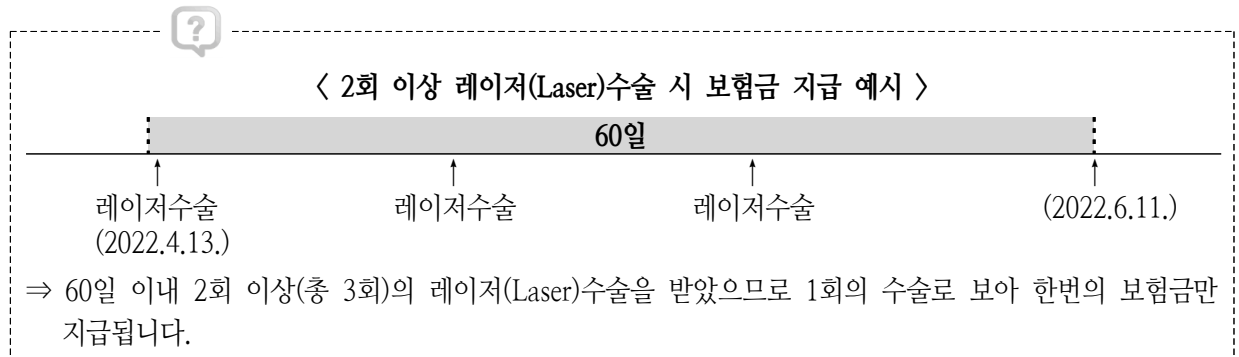 ?
〈 2회 이상 레이저(Laser)수술 시 보험금 지급 예시 〉
60일
레이저수술 레이저수술 레이저수술 (2022.6.11.)
(2022.4.13.)
⇒ 60일 이내 2회 이상(총 3회)의 레이저(Laser)수술을 받았으므로 1회의 수술로 보아 한번의 보험금만
지급됩니다.